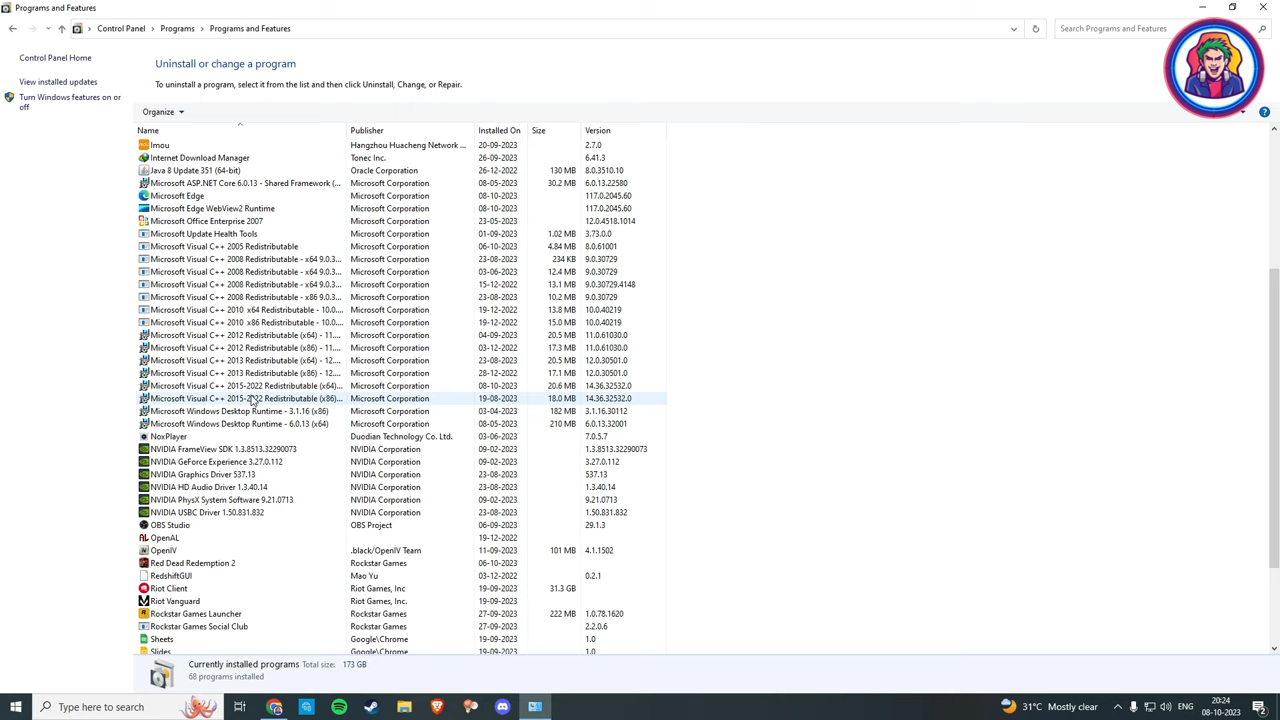 Programs and Features
Control Panel > Programs > Programs and Features
Search Programs and Features
Control Panel Home
View installed updates
Turn Windows features on or off
Uninstall or change a program
To uninstall a program, select it from the list and then click Uninstall, Change, or Repair.
Organize
Name Publisher Installed On Size Version
Imou Hangzhou Huacheng Network ... 20-09-2023 2.7.0
Internet Download Manager Tonec Inc. 26-09-2023 6.41.3
Java 8 Update 351 (64-bit) Oracle Corporation 26-12-2022 130 MB 8.0.3510.10
Microsoft ASP.NET Core 6.0.13 - Shared Framework (... Microsoft Corporation 08-05-2023 30.2 MB 6.0.13.22580
Microsoft Edge Microsoft Corporation 08-10-2023 117.0.2045.60
Microsoft Edge WebView2 Runtime Microsoft Corporation 08-10-2023 117.0.2045.60
Microsoft Office Enterprise 2007 Microsoft Corporation 23-05-2023 12.0.4518.1014
Microsoft Update Health Tools Microsoft Corporation 01-09-2023 1.02 MB 3.73.0.0
Microsoft Visual C++ 2005 Redistributable Microsoft Corporation 06-10-2023 4.84 MB 8.0.61001
Microsoft Visual C++ 2008 Redistributable - x64 9.0.3... Microsoft Corporation 23-08-2023 234 KB 9.0.30729
Microsoft Visual C++ 2008 Redistributable - x64 9.0.3... Microsoft Corporation 03-06-2023 12.4 MB 9.0.30729
Microsoft Visual C++ 2008 Redistributable - x64 9.0.3... Microsoft Corporation 15-12-2022 13.1 MB 9.0.30729.4148
Microsoft Visual C++ 2008 Redistributable - x86 9.0.3... Microsoft Corporation 23-08-2023 10.2 MB 9.0.30729
Microsoft Visual C++ 2010 x64 Redistributable - 10.0.... Microsoft Corporation 19-12-2022 13.8 MB 10.0.40219
Microsoft Visual C++ 2010 x86 Redistributable - 10.0.... Microsoft Corporation 19-12-2022 15.0 MB 10.0.40219
Microsoft Visual C++ 2012 Redistributable (x64) - 11.... Microsoft Corporation 04-09-2023 20.5 MB 11.0.61030.0
Microsoft Visual C++ 2012 Redistributable (x86) - 11.... Microsoft Corporation 03-12-2022 17.3 MB 11.0.61030.0
Microsoft Visual C++ 2013 Redistributable (x64) - 12.... Microsoft Corporation 23-08-2023 20.5 MB 12.0.30501.0
Microsoft Visual C++ 2013 Redistributable (x86) - 12.... Microsoft Corporation 28-12-2022 17.1 MB 12.0.30501.0
Microsoft Visual C++ 2015-2022 Redistributable (x64)... Microsoft Corporation 08-10-2023 20.6 MB 14.36.32532.0
Microsoft Visual C++ 2015-2022 Redistributable (x86)... Microsoft Corporation 19-08-2023 18.0 MB 14.36.32532.0
Microsoft Windows Desktop Runtime - 3.1.16 (x86) Microsoft Corporation 03-04-2023 182 MB 3.1.16.30112
Microsoft Windows Desktop Runtime - 6.0.13 (x64) Microsoft Corporation 08-05-2023 210 MB 6.0.13.32001
NoxPlayer Duodian Technology Co. Ltd. 03-06-2023 7.0.5.7
NVIDIA FrameView SDK 1.3.8513.32290073 NVIDIA Corporation 09-02-2023 1.3.8513.32290073
NVIDIA GeForce Experience 3.27.0.112 NVIDIA Corporation 09-02-2023 3.27.0.112
NVIDIA Graphics Driver 537.13 NVIDIA Corporation 23-08-2023 537.13
NVIDIA HD Audio Driver 1.3.40.14 NVIDIA Corporation 23-08-2023 1.3.40.14
NVIDIA PhysX System Software 9.21.0713 NVIDIA Corporation 09-02-2023 9.21.0713
NVIDIA USBC Driver 1.50.831.832 NVIDIA Corporation 23-08-2023 1.50.831.832
OBS Studio OBS Project 06-09-2023 29.1.3
OpenAL 19-12-2022
OpenIV .black/OpenIV Team 11-09-2023 101 MB 4.1.1502
Red Dead Redemption 2 Rockstar Games 06-10-2023
RedshiftGUI Mao Yu 03-12-2022 0.2.1
Riot Client Riot Games, Inc 19-09-2023 31.3 GB
Riot Vanguard Riot Games, Inc. 19-09-2023
Rockstar Games Launcher Rockstar Games 27-09-2023 222 MB 1.0.78.1620
Rockstar Games Social Club Rockstar Games 27-09-2023 2.2.0.6
Sheets Google\Chrome 19-09-2023 1.0
Slides Google\Chrome 19-09-2023 1.0
Currently installed programs Total size: 173 GB
68 programs installed
Type here to search
31°C Mostly clear
20:24
08-10-2023
2